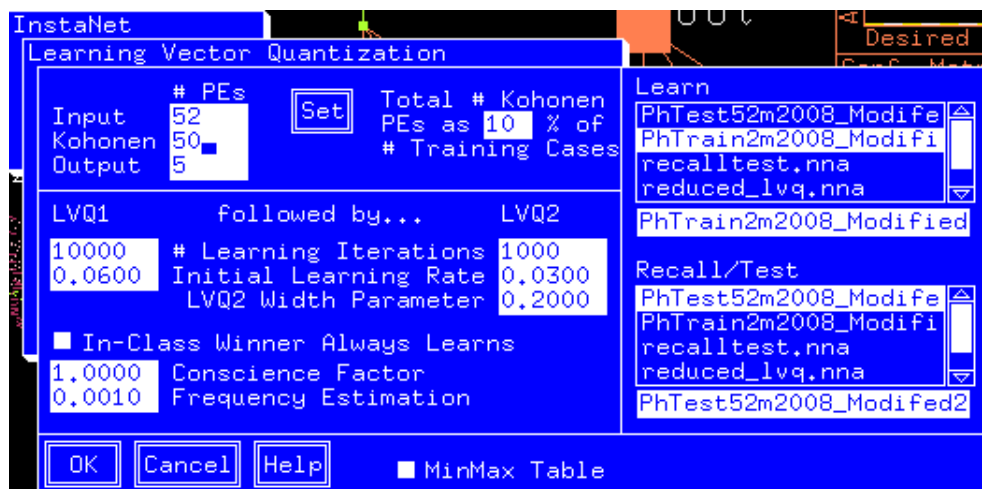 InstaNet
Out
Desired
Learning Vector Quantization
# PEs
Input 52
Kohonen 50
Output 5
Set
Total # Kohonen
PEs as 10 % of
# Training Cases
LVQ1 followed by... LVQ2
10000 # Learning Iterations 1000
0.0600 Initial Learning Rate 0.0300
LVQ2 Width Parameter 0.2000
In-Class Winner Always Learns
1.0000 Conscience Factor
0.0010 Frequency Estimation
Learn
PhTest52m2008_Modife
PhTrain2m2008_Modifi
recalltest.nna
reduced_lvq.nna
PhTrain2m2008_Modified
Recall/Test
PhTest52m2008_Modife
PhTrain2m2008_Modifi
recalltest.nna
reduced_lvq.nna
PhTest52m2008_Modifed2
OK Cancel Help
MinMax Table